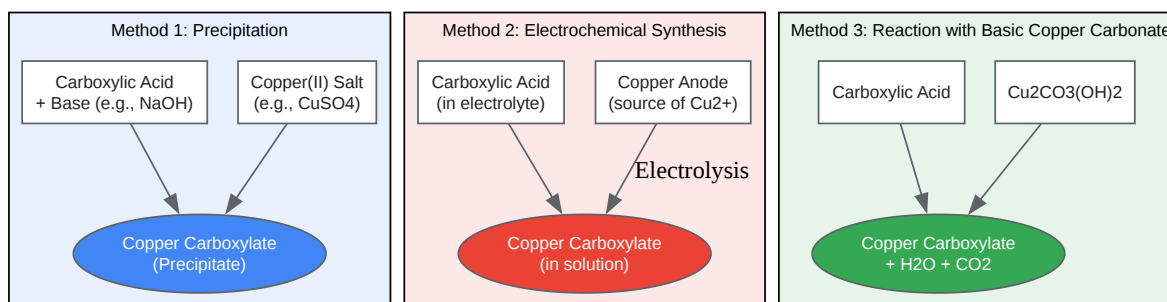 Method 1: Precipitation
Carboxylic Acid
+ Base (e.g., NaOH)
Copper(II) Salt
(e.g., CuSO4)
Copper Carboxylate
(Precipitate)
Method 2: Electrochemical Synthesis
Carboxylic Acid
(in electrolyte)
Copper Anode
(source of Cu2+)
Electrolysis
Copper Carboxylate
(in solution)
Method 3: Reaction with Basic Copper Carbonate
Carboxylic Acid
Cu2CO3(OH)2
Copper Carboxylate
+ H2O + CO2